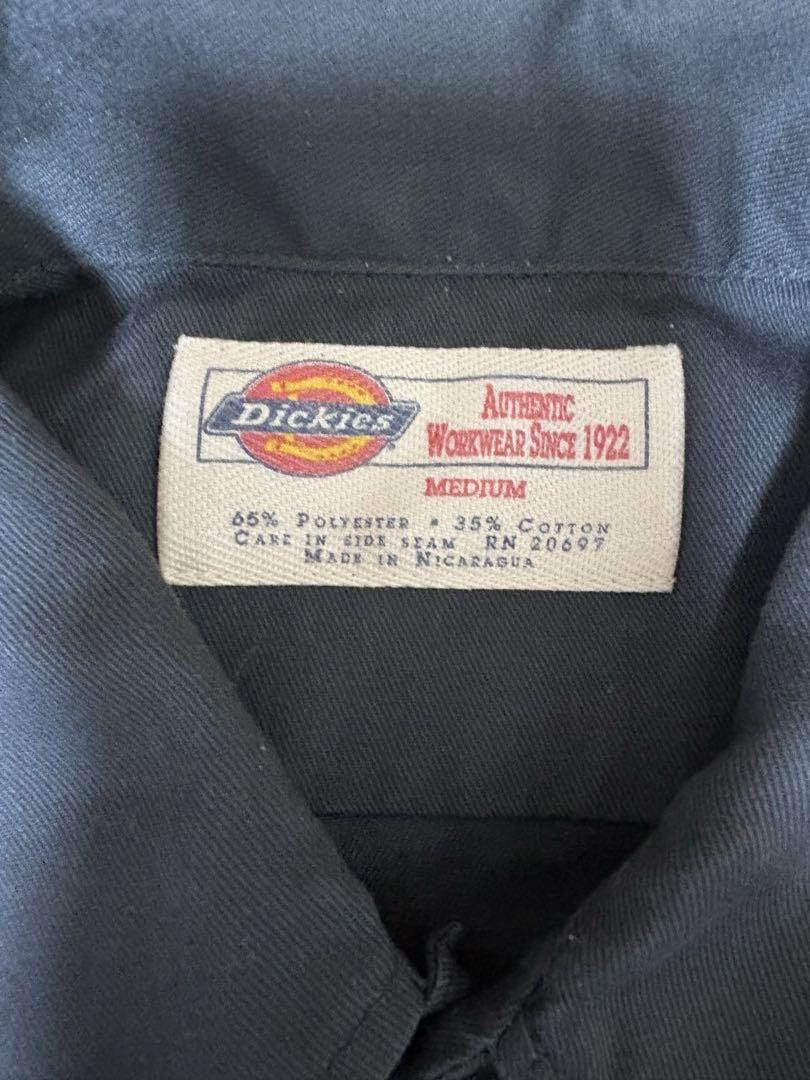 Dickies
AUTHENTIC
WORKWEAR SINCE 1922
MEDIUM
65% POLYESTER • 35% COTTON
CARE IN SIDE SEAM RN 20697
MADE IN NICARAGUA